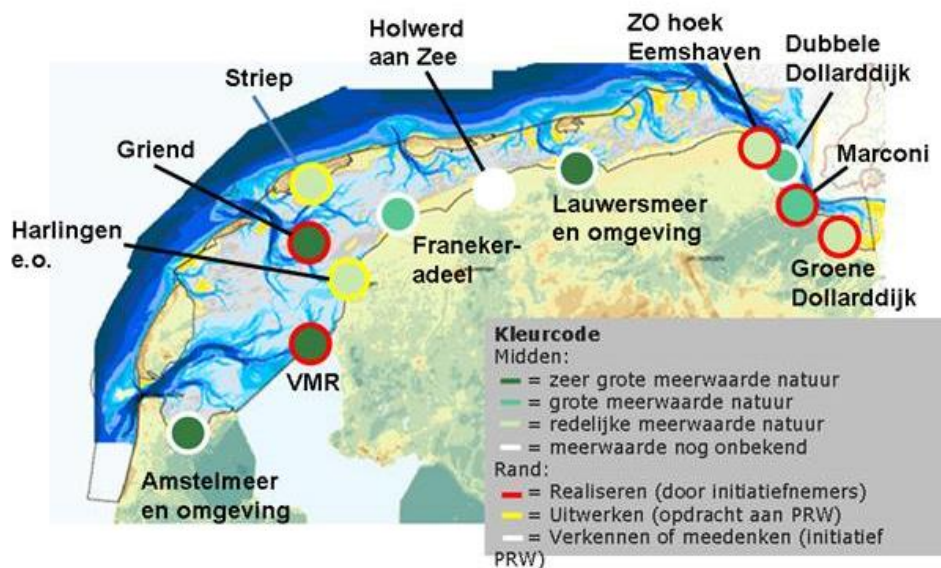 Holwerd
aan Zee
ZO hoek
Eemshaven
Dubbele
Dollarddijk
Striep
Griend
Marconi
Harlingen
e.o.
Franeker-
adeel
Lauwersmeer
en omgeving
Groene
Dollarddijk
VMR
Amstelmeer
en omgeving
Kleurcode
Midden:
= zeer grote meerwaarde natuur
= grote meerwaarde natuur
= redelijke meerwaarde natuur
= meerwaarde nog onbekend
Rand:
= Realiseren (door initiatiefnemers)
= Uitwerken (opdracht aan PRW)
= Verkennen of meedenken (initiatief
PRW)